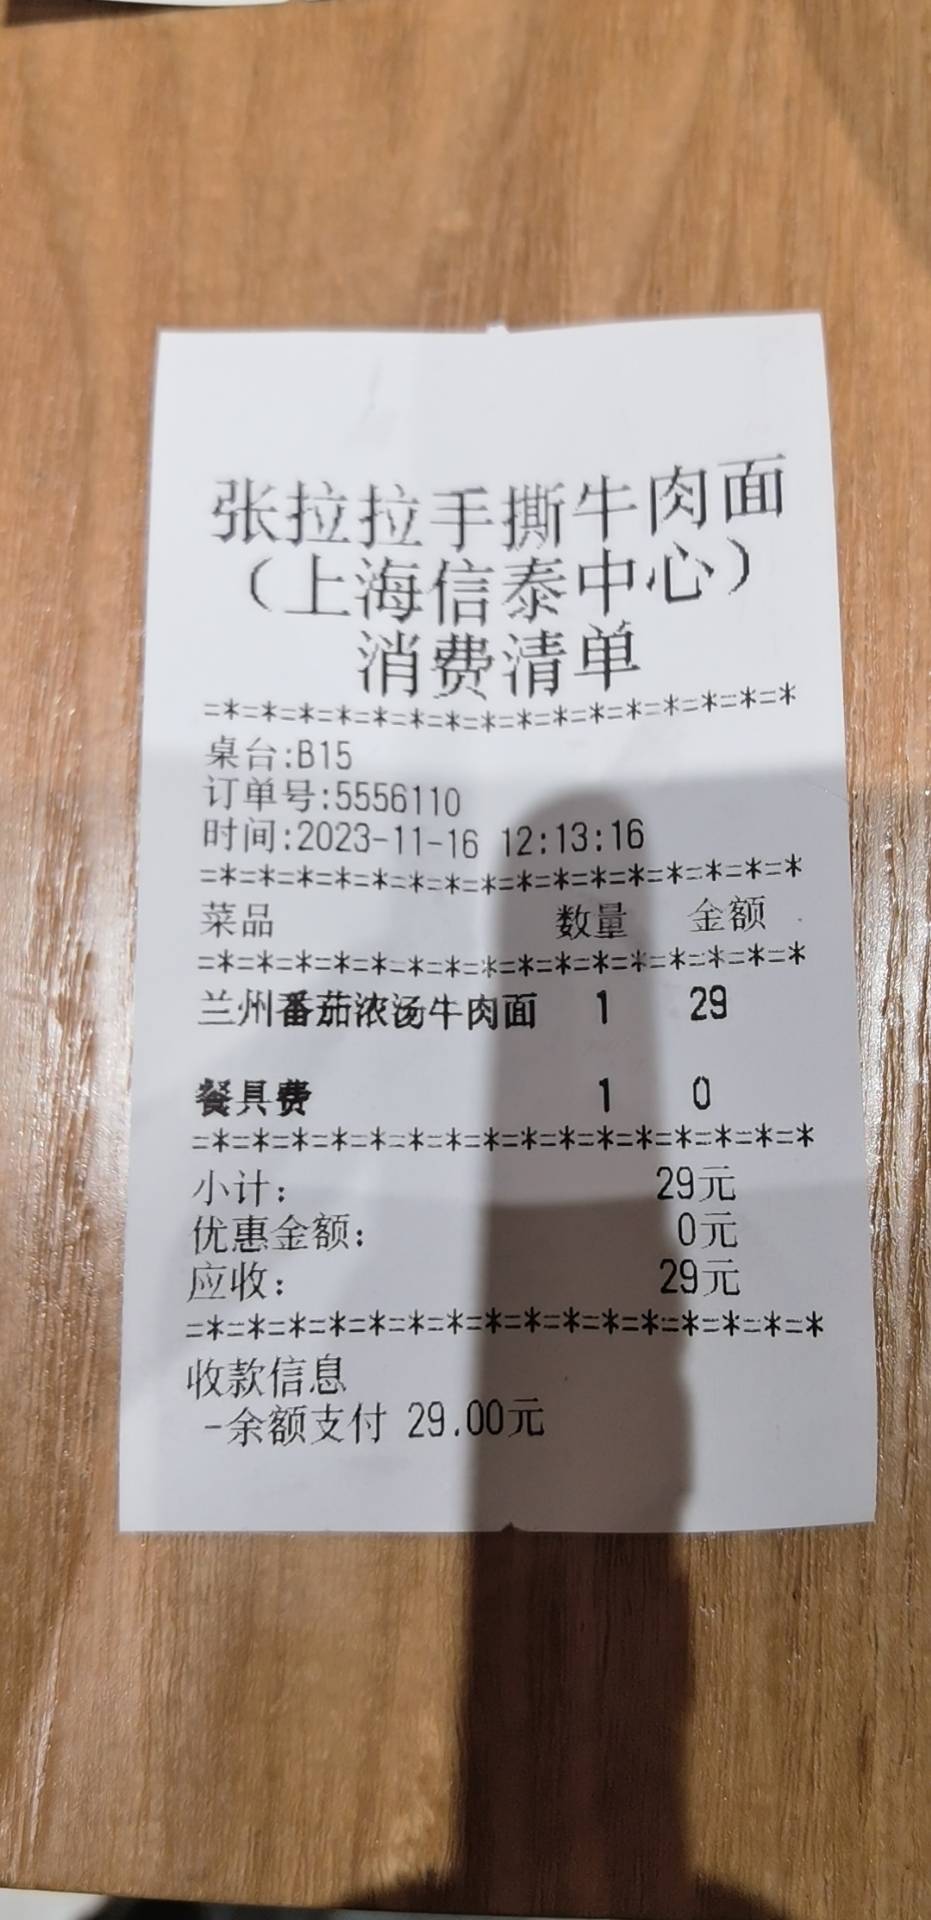 张拉拉手撕牛肉面
（上海信泰中心）
消费清单
=*=*=*=*=*=*=*=*=*=*=*=*=*=*=*=*
桌台:B15
订单号:5556110
时间:2023-11-16 12:13:16
=*=*=*=*=*=*=*=*=*=*=*=*=*=*=*=*
菜品 数量 金额
=*=*=*=*=*=*=*=*=*=*=*=*=*=*=*=*
兰州番茄浓汤牛肉面 1 29
餐具费 1 0
=*=*=*=*=*=*=*=*=*=*=*=*=*=*=*=*
小计: 29元
优惠金额: 0元
应收: 29元
=*=*=*=*=*=*=*=*=*=*=*=*=*=*=*=*
收款信息
-余额支付 29.00元